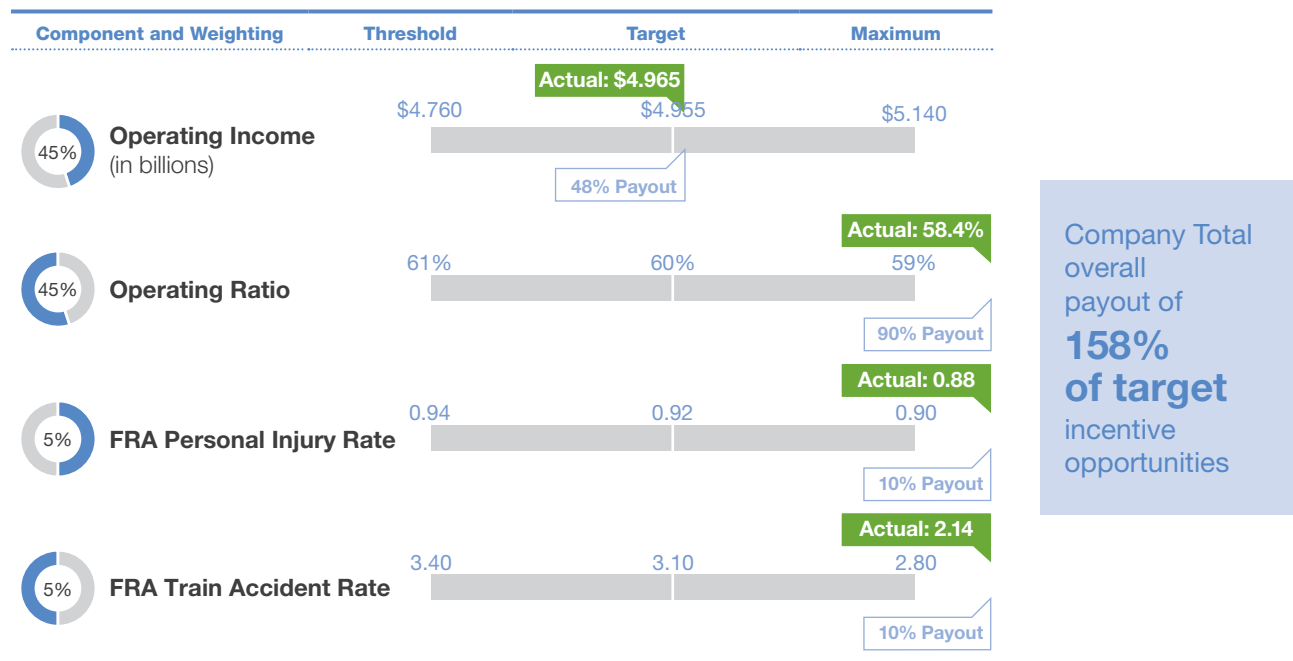 Component and Weighting Threshold Target Maximum
Actual: $4.965
$4.760 $4.955 $5.140
45% Operating Income
(in billions)
48% Payout
Actual: 58.4%
61% 60% 59%
45% Operating Ratio
90% Payout
Actual: 0.88
0.94 0.92 0.90
5% FRA Personal Injury Rate
10% Payout
Actual: 2.14
3.40 3.10 2.80
5% FRA Train Accident Rate
10% Payout
Company Total
overall
payout of
158%
of target
incentive
opportunities